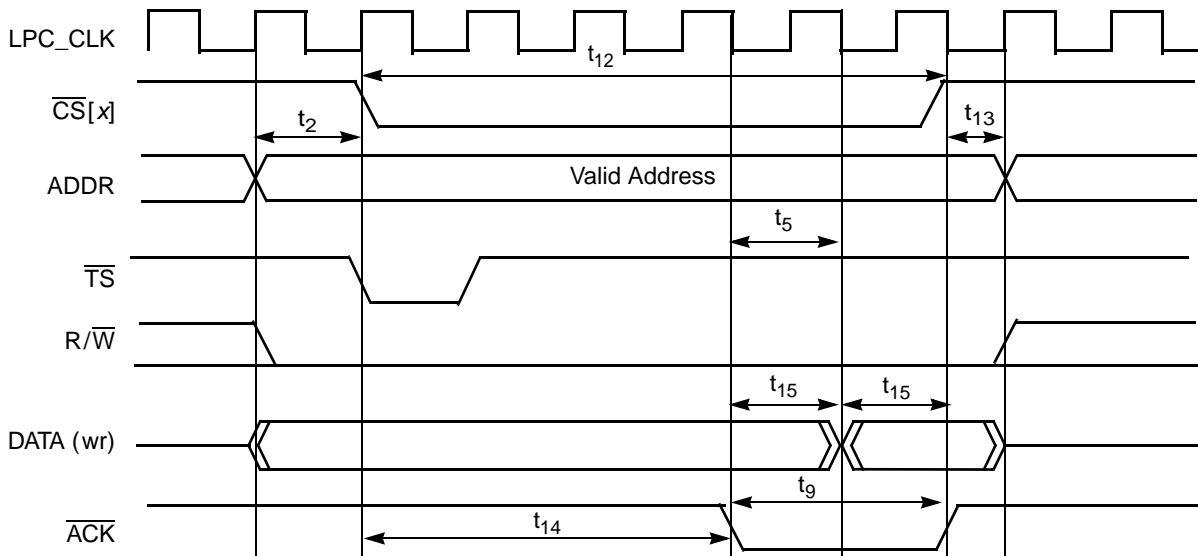 LPC_CLK
t12
CS[x]
t2
t13
ADDR
Valid Address
t5
TS
R/W
t15
t15
DATA (wr)
t9
t14
ACK